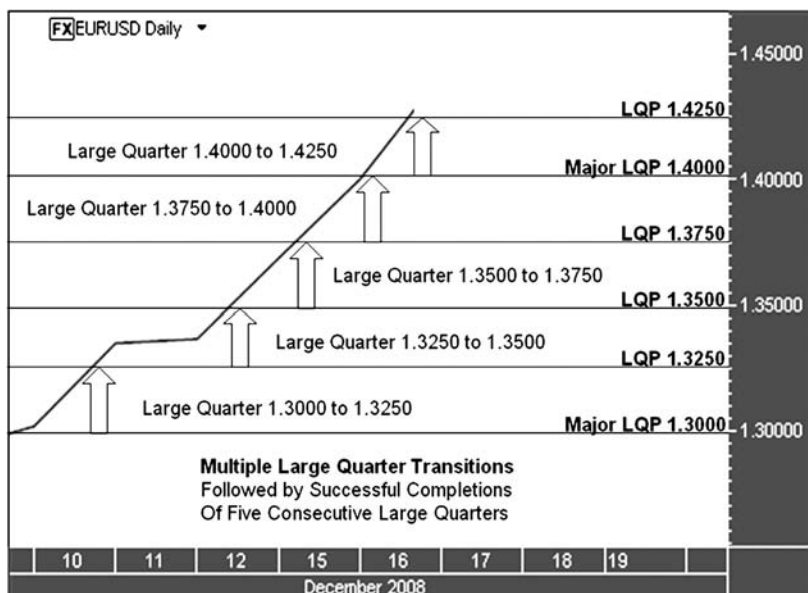 FX EURUSD Daily
1.45000
LQP 1.4250
Large Quarter 1.4000 to 1.4250
Major LQP 1.4000
1.40000
Large Quarter 1.3750 to 1.4000
LQP 1.3750
Large Quarter 1.3500 to 1.3750
LQP 1.3500
1.35000
Large Quarter 1.3250 to 1.3500
LQP 1.3250
Large Quarter 1.3000 to 1.3250
Major LQP 1.3000
1.30000
Multiple Large Quarter Transitions
Followed by Successful Completions
Of Five Consecutive Large Quarters
10 11 12 15 16 17 18 19
December 2008